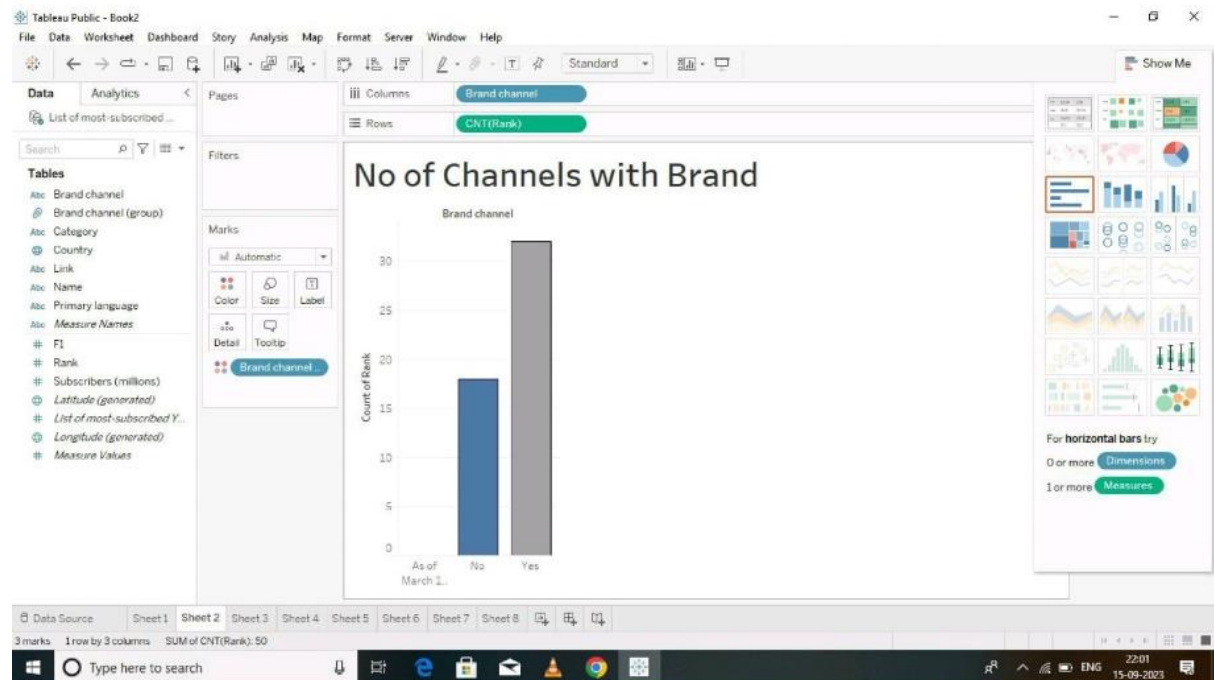 Tableau Public - Book2
File Data Worksheet Dashboard Story Analysis Map Format Server Window Help
Standard
Show Me
Data Analytics
Pages
Columns
Brand channel
List of most-subscribed ...
Rows
CNT(Rank)
Search
Filters
Tables
No of Channels with Brand
Abc Brand channel
Brand channel (group)
Abc Category
Country
Abc Link
Abc Name
Abc Primary language
Abc Measure Names
# F1
# Rank
# Subscribers (millions)
Latitude (generated)
# List of most-subscribed Y...
Longitude (generated)
# Measure Values
Marks
Automatic
Color Size Label
Detail Tooltip
Brand channel ..
Brand channel
Count of Rank
30
25
20
15
10
5
0
As of
March 1..
No
Yes
For horizontal bars try
0 or more Dimensions
1 or more Measures
Data Source Sheet 1 Sheet 2 Sheet 3 Sheet 4 Sheet 5 Sheet 6 Sheet 7 Sheet 8
3 marks 1 row by 3 columns SUM of CNT(Rank): 50
Type here to search
ENG
22:01
15-09-2023